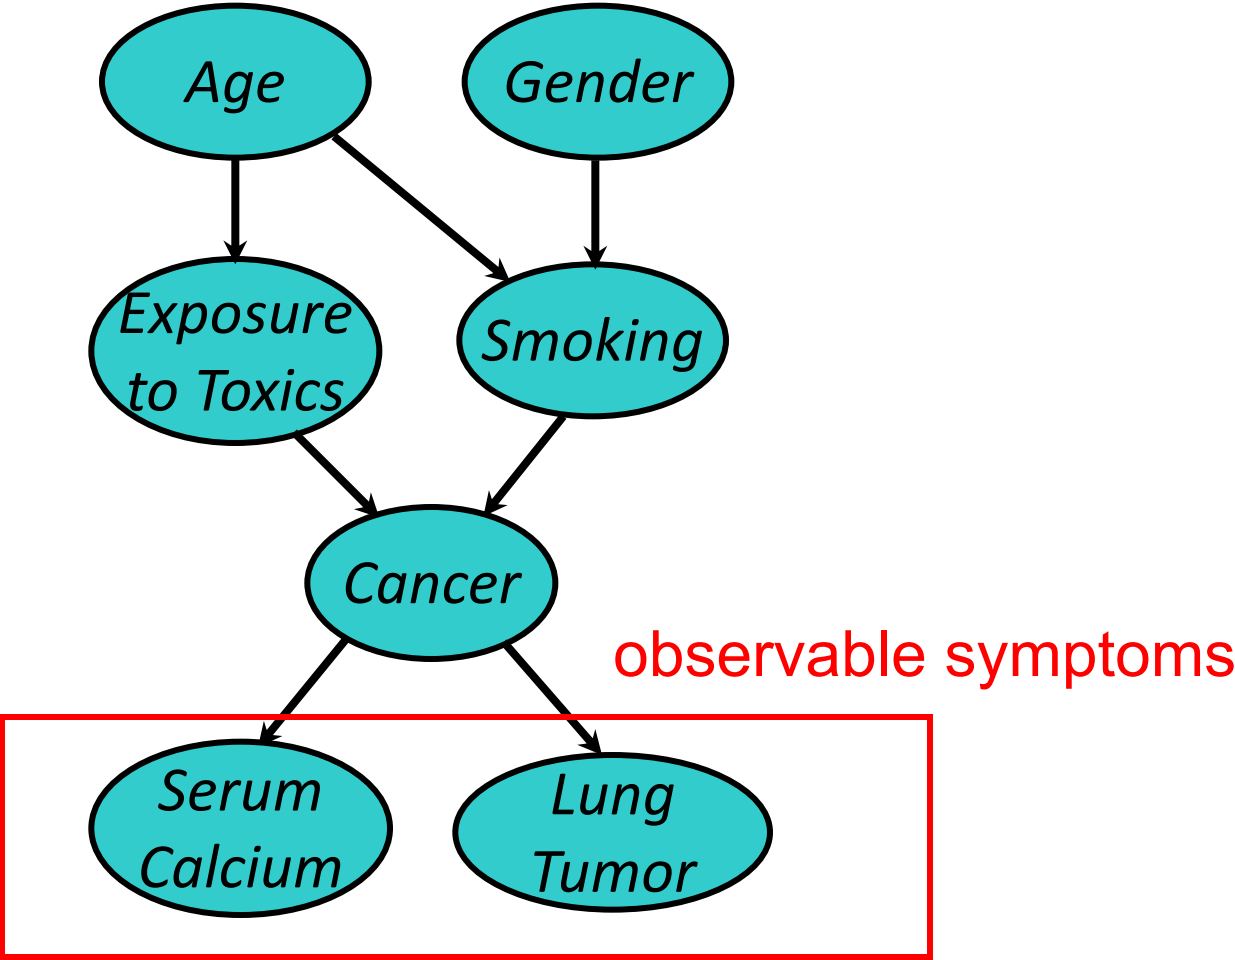 Age
Gender
Exposure
to Toxics
Smoking
Cancer
observable symptoms
Serum
Calcium
Lung
Tumor